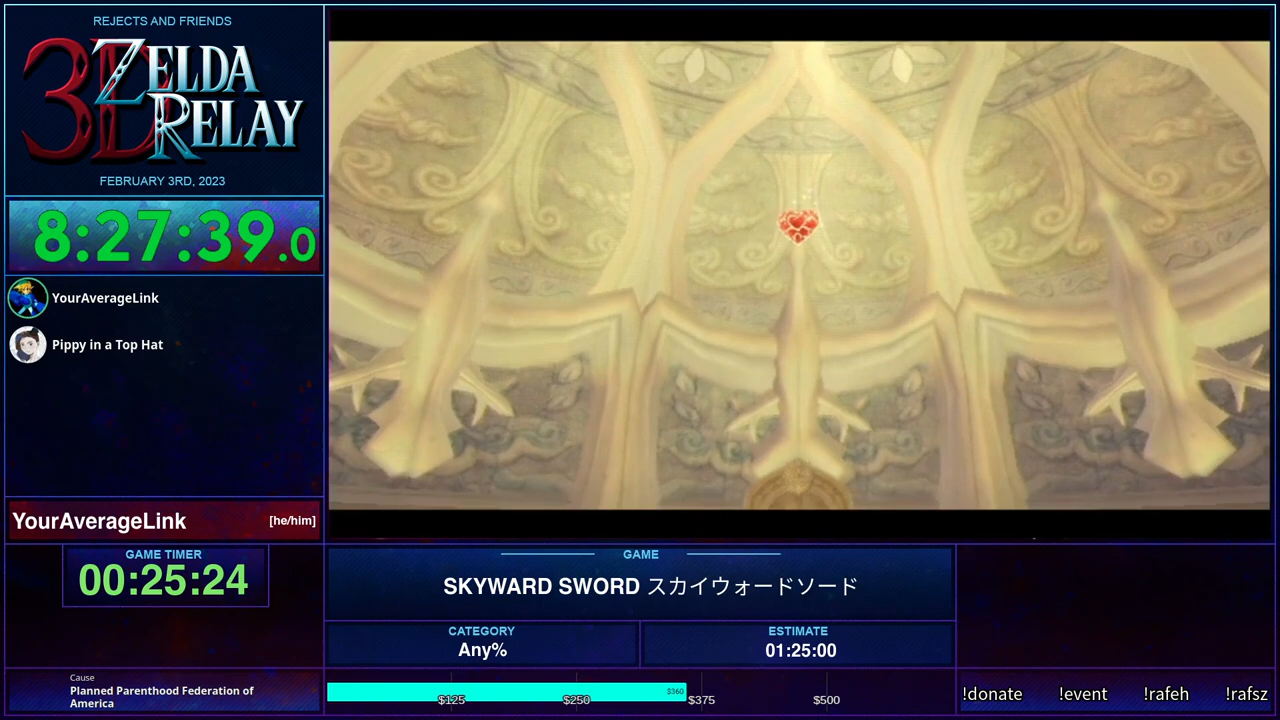 REJECTS AND FRIENDS
3D ZELDA
RELAY
FEBRUARY 3RD, 2023
8:27:39.0
YourAverageLink
Pippy in a Top Hat
YourAverageLink [he/him]
GAME TIMER
00:25:24
GAME
SKYWARD SWORD スカイウォードソード
CATEGORY
Any%
ESTIMATE
01:25:00
Cause
Planned Parenthood Federation of
America
$360
$125 $250 $375 $500
!donate !event !rafeh !rafsz